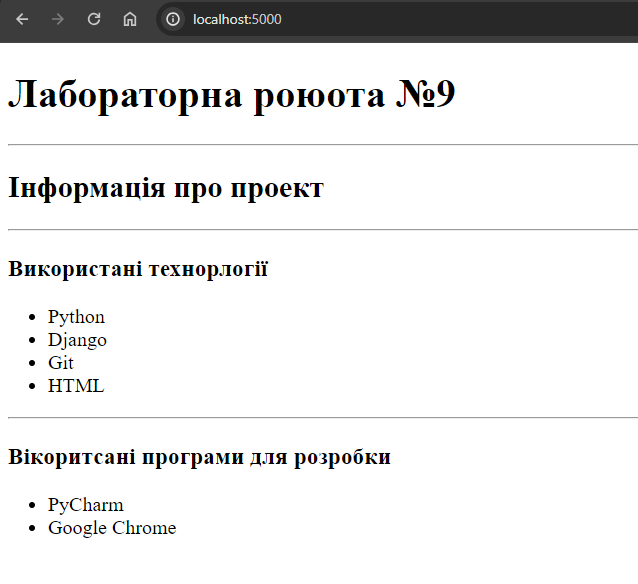 localhost:5000
Лабораторна роюота №9
Інформація про проект
Використані технорлогії
Python
Django
Git
HTML
Вікоритсані програми для розробки
PyCharm
Google Chrome